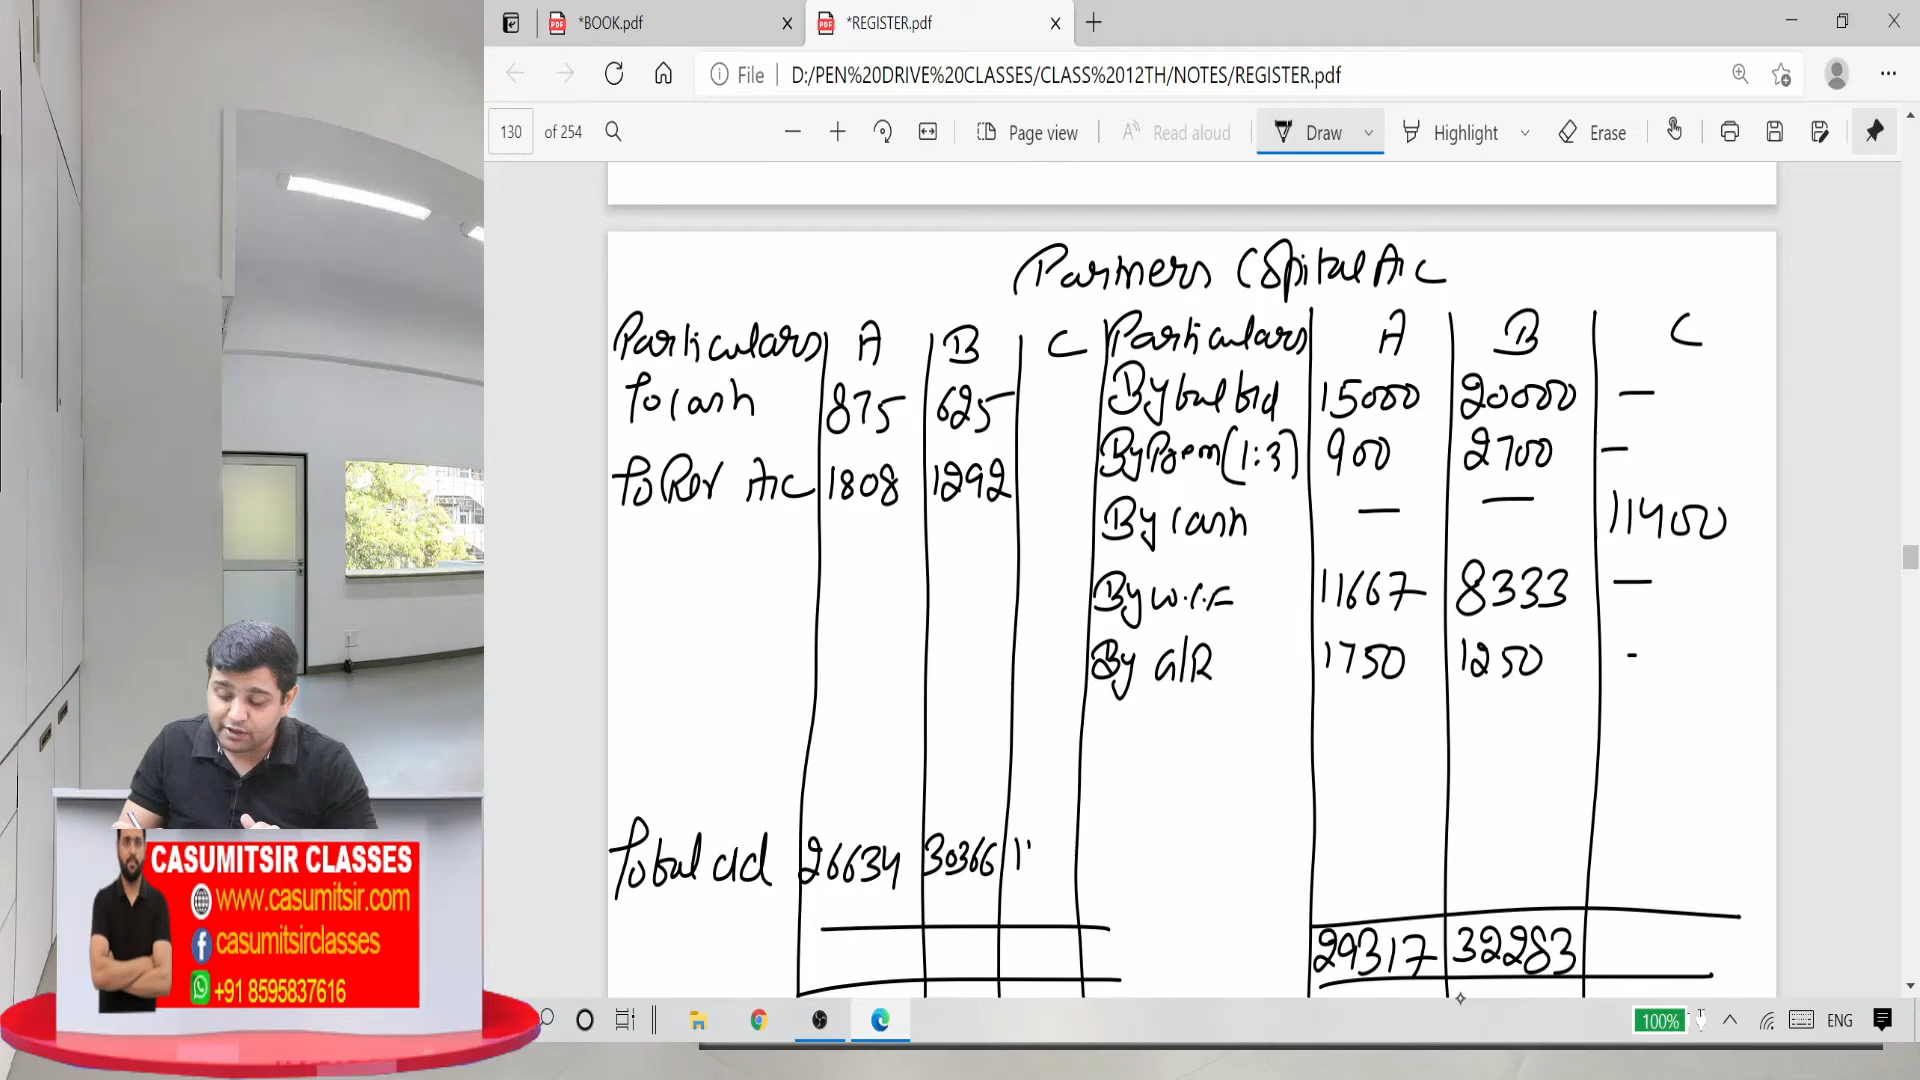 *BOOK.pdf
*REGISTER.pdf
File D:/PEN%20DRIVE%20CLASSES/CLASS%2012TH/NOTES/REGISTER.pdf
130 of 254 Page view Read aloud Draw Highlight Erase
Partners Capital A/c
Particulars A B C Particulars A B C
To cash 875 625 By bal b/d 15000 20000 —
To Rev A/c 1808 1292 By Prem (1:3) 900 2700 —
By cash — — 11400
By W.C.F 11667 8333 —
By G/R 1750 1250 -
To bal c/d 26634 30366 1
29317 32283
CASUMITSIR CLASSES
www.casumitsir.com
casumitsirclasses
+91 8595837616
100% ENG